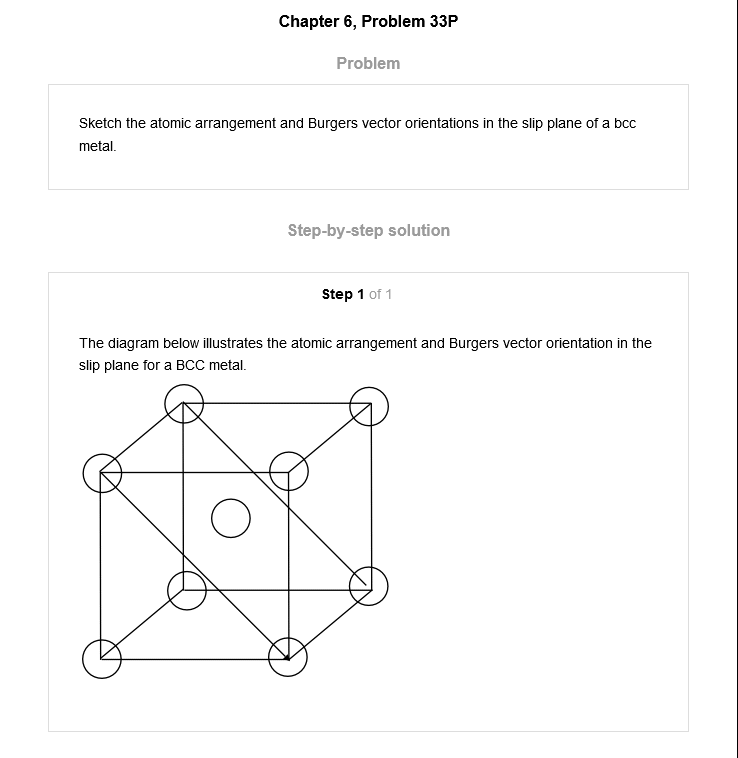 Chapter 6, Problem 33P
Problem
Sketch the atomic arrangement and Burgers vector orientations in the slip plane of a bcc
metal.
Step-by-step solution
Step 1 of 1
The diagram below illustrates the atomic arrangement and Burgers vector orientation in the
slip plane for a BCC metal.